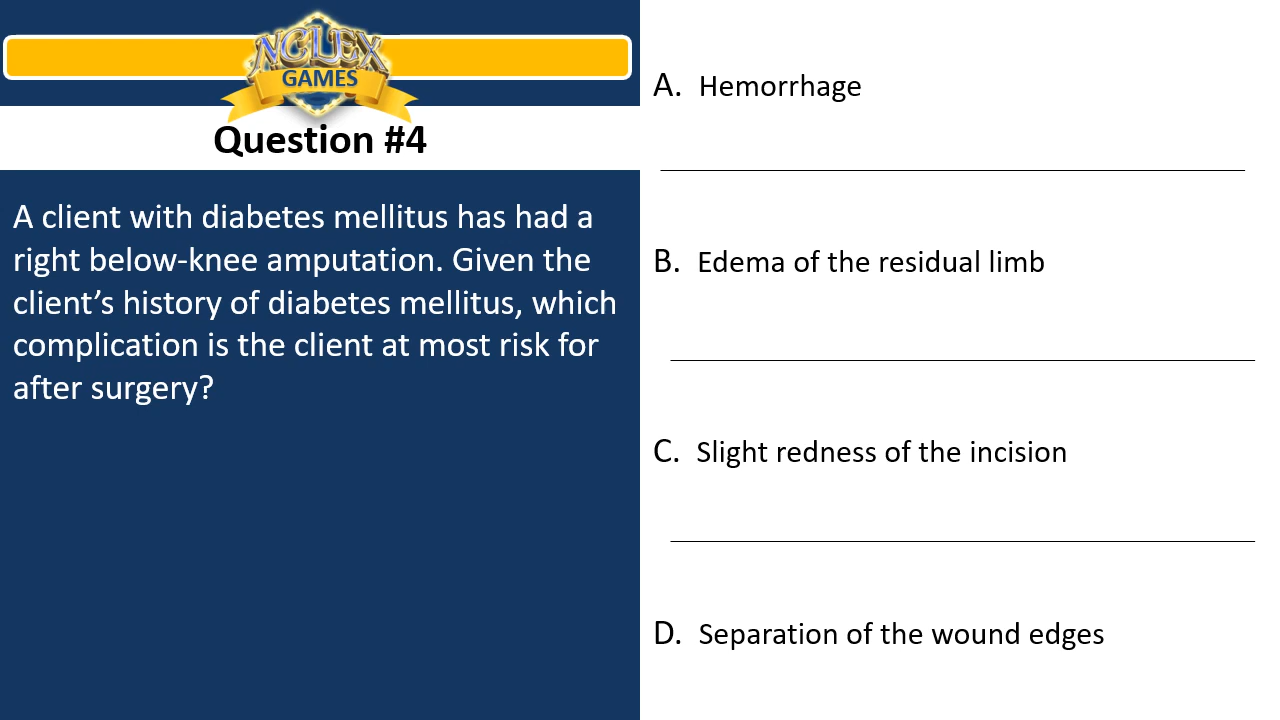 NCLEX
GAMES
Question #4
A client with diabetes mellitus has had a
right below-knee amputation. Given the
client’s history of diabetes mellitus, which
complication is the client at most risk for
after surgery?
A. Hemorrhage
B. Edema of the residual limb
C. Slight redness of the incision
D. Separation of the wound edges